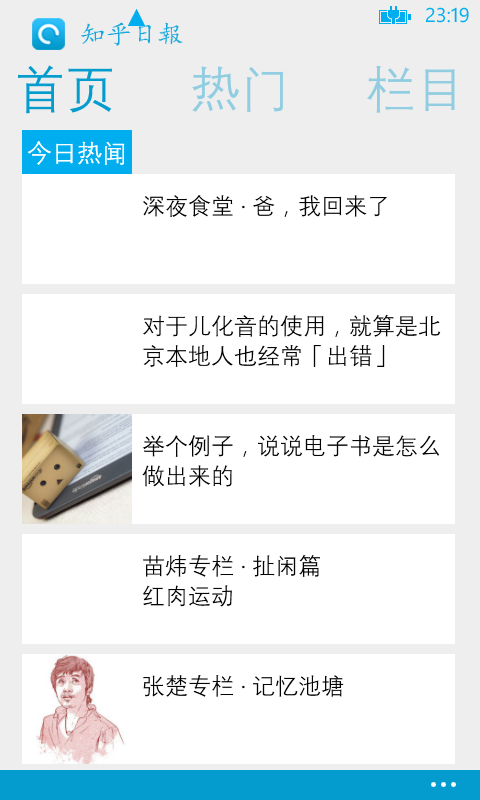 23:19
知乎日報
首页 热门 栏目
今日热闻
深夜食堂 · 爸，我回来了
对于儿化音的使用，就算是北
京本地人也经常「出错」
举个例子，说说电子书是怎么
做出来的
苗炜专栏 · 扯闲篇
红肉运动
张楚专栏 · 记忆池塘